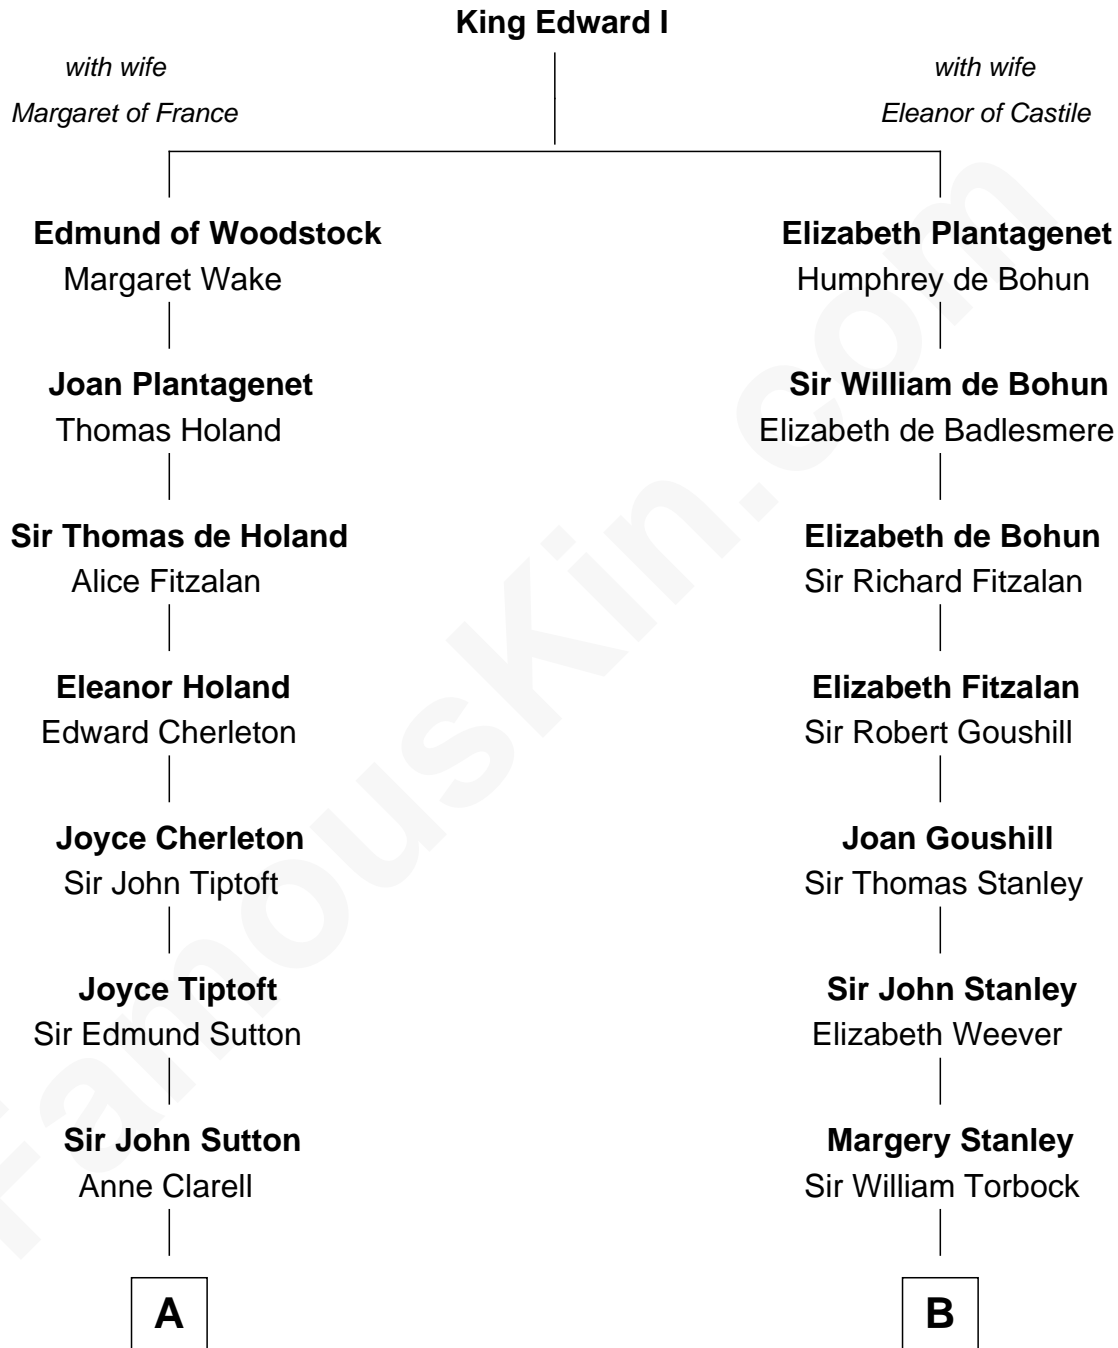 King Edward I
with wife
Margaret of France
with wife
Eleanor of Castile
Edmund of Woodstock
Margaret Wake
Elizabeth Plantagenet
Humphrey de Bohun
Joan Plantagenet
Thomas Holand
Sir William de Bohun
Elizabeth de Badlesmere
Sir Thomas de Holand
Alice Fitzalan
Elizabeth de Bohun
Sir Richard Fitzalan
Eleanor Holand
Edward Cherleton
Elizabeth Fitzalan
Sir Robert Goushill
Joyce Cherleton
Sir John Tiptoft
Joan Goushill
Sir Thomas Stanley
Joyce Tiptoft
Sir Edmund Sutton
Sir John Stanley
Elizabeth Weever
Sir John Sutton
Anne Clarell
Margery Stanley
Sir William Torbock
A
B
FamousKin.com